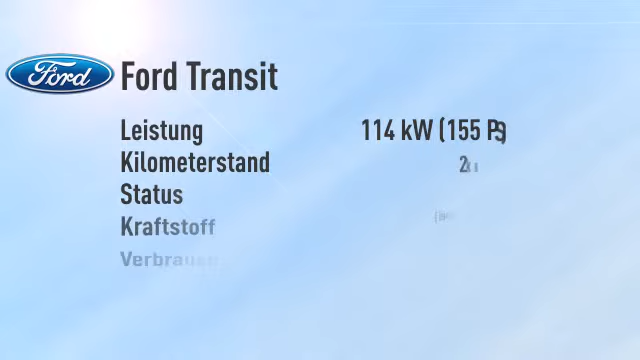 Ford
Ford Transit
Leistung 114 kW (155 PS)
Kilometerstand
Status
Kraftstoff